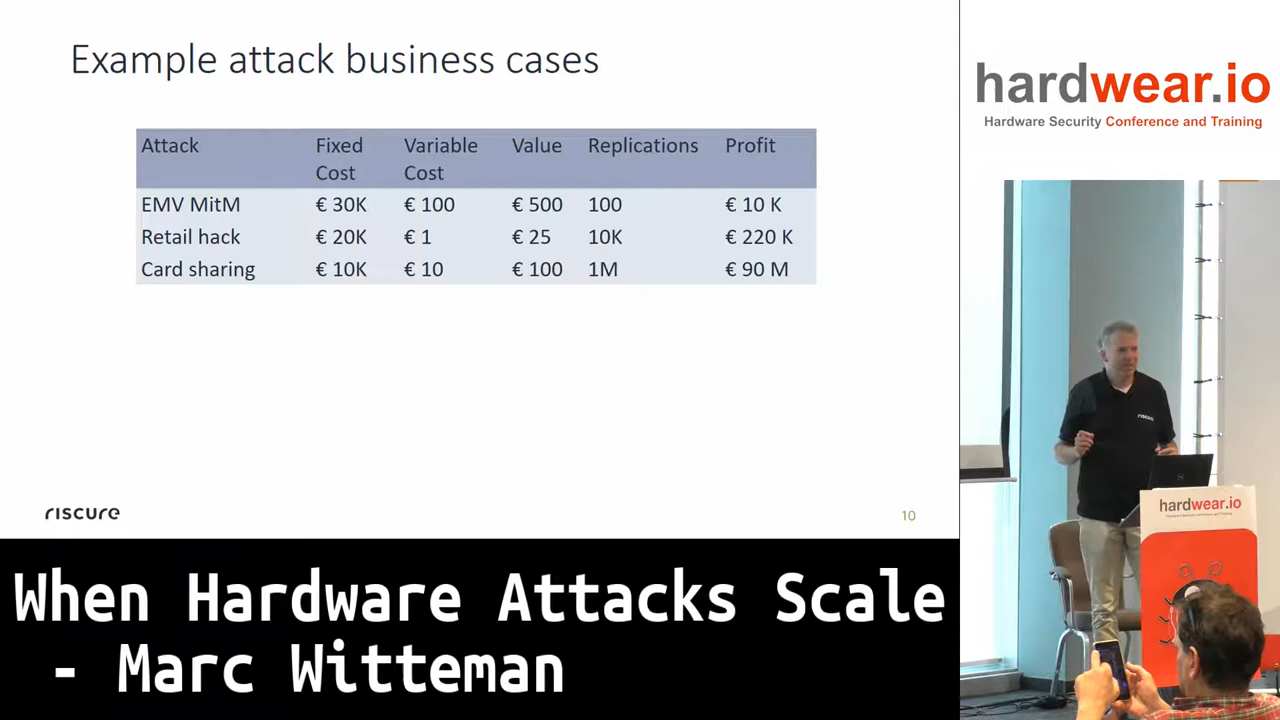 Example attack business cases
Attack Fixed Cost Variable Cost Value Replications Profit
EMV MitM € 30K € 100 € 500 100 € 10 K
Retail hack € 20K € 1 € 25 10K € 220 K
Card sharing € 10K € 10 € 100 1M € 90 M
riscure
10
When Hardware Attacks Scale
- Marc Witteman
hardwear.io
Hardware Security Conference and Training
riscure
hardwear.io